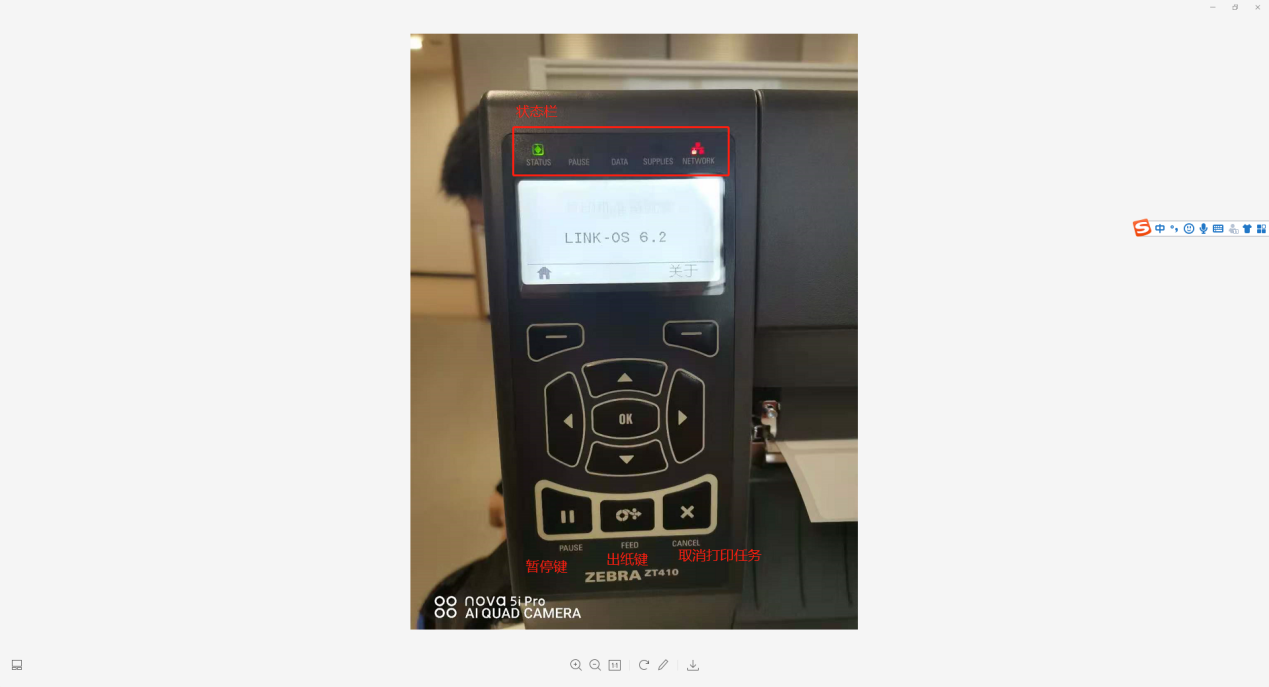 状态栏
STATUS PAUSE DATA SUPPLIES NETWORK
LINK-OS 6.2
关于
OK
PAUSE FEED CANCEL
暂停键 出纸键 取消打印任务
ZEBRA ZT410
nova 5i Pro
AI QUAD CAMERA
中